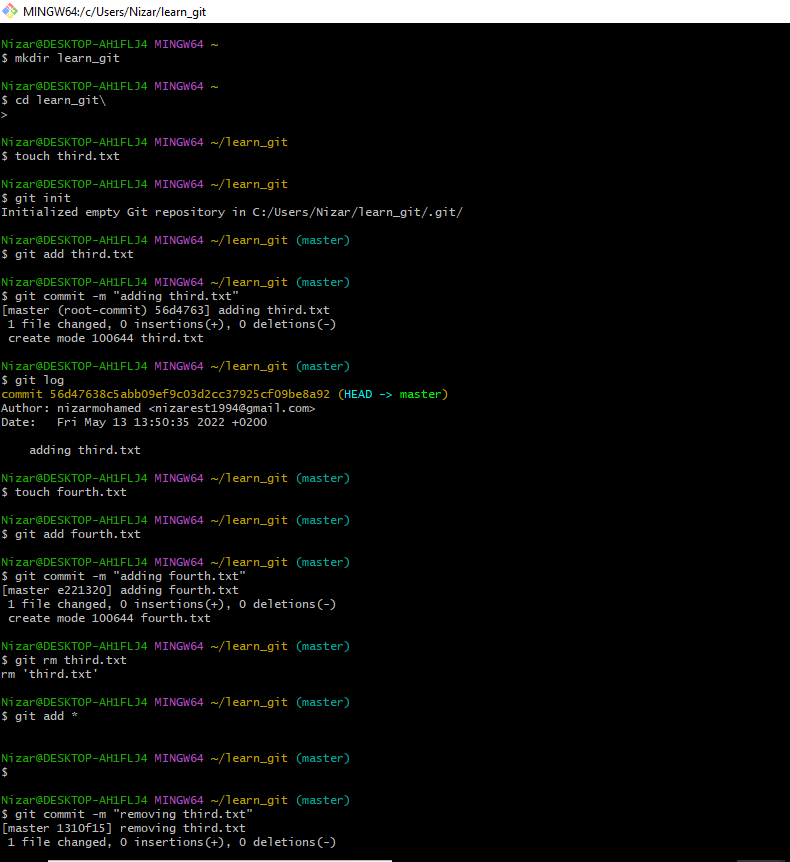 MINGW64:/c/Users/Nizar/learn_git
Nizar@DESKTOP-AH1FLJ4 MINGW64 ~
$ mkdir learn_git
Nizar@DESKTOP-AH1FLJ4 MINGW64 ~
$ cd learn_git\
>
Nizar@DESKTOP-AH1FLJ4 MINGW64 ~/learn_git
$ touch third.txt
Nizar@DESKTOP-AH1FLJ4 MINGW64 ~/learn_git
$ git init
Initialized empty Git repository in C:/Users/Nizar/learn_git/.git/
Nizar@DESKTOP-AH1FLJ4 MINGW64 ~/learn_git (master)
$ git add third.txt
Nizar@DESKTOP-AH1FLJ4 MINGW64 ~/learn_git (master)
$ git commit -m "adding third.txt"
[master (root-commit) 56d4763] adding third.txt
 1 file changed, 0 insertions(+), 0 deletions(-)
 create mode 100644 third.txt
Nizar@DESKTOP-AH1FLJ4 MINGW64 ~/learn_git (master)
$ git log
commit 56d47638c5abb09ef9c03d2cc37925cf09be8a92 (HEAD -> master)
Author: nizarmohamed <nizarest1994@gmail.com>
Date:   Fri May 13 13:50:35 2022 +0200
    adding third.txt
Nizar@DESKTOP-AH1FLJ4 MINGW64 ~/learn_git (master)
$ touch fourth.txt
Nizar@DESKTOP-AH1FLJ4 MINGW64 ~/learn_git (master)
$ git add fourth.txt
Nizar@DESKTOP-AH1FLJ4 MINGW64 ~/learn_git (master)
$ git commit -m "adding fourth.txt"
[master e221320] adding fourth.txt
 1 file changed, 0 insertions(+), 0 deletions(-)
 create mode 100644 fourth.txt
Nizar@DESKTOP-AH1FLJ4 MINGW64 ~/learn_git (master)
$ git rm third.txt
rm 'third.txt'
Nizar@DESKTOP-AH1FLJ4 MINGW64 ~/learn_git (master)
$ git add *
Nizar@DESKTOP-AH1FLJ4 MINGW64 ~/learn_git (master)
$
Nizar@DESKTOP-AH1FLJ4 MINGW64 ~/learn_git (master)
$ git commit -m "removing third.txt"
[master 1310f15] removing third.txt
 1 file changed, 0 insertions(+), 0 deletions(-)